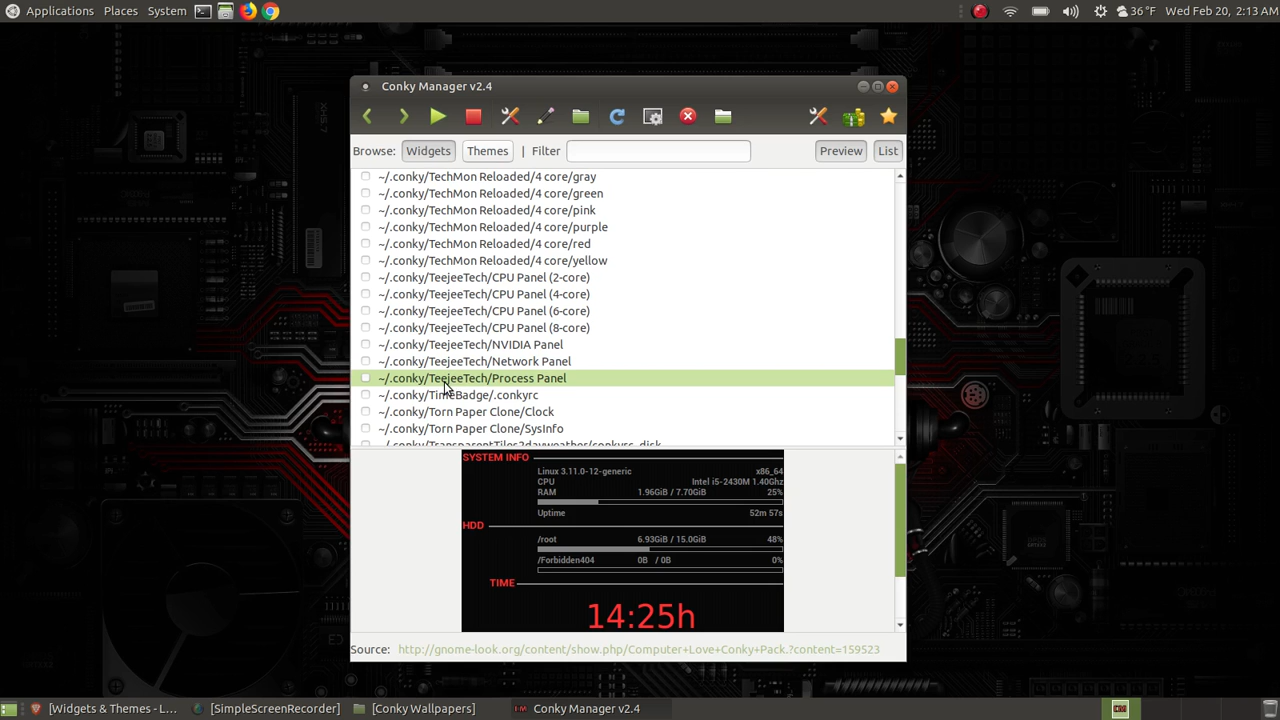 Applications Places System 36°F Wed Feb 20, 2:13 AM
Conky Manager v2.4
Browse: Widgets Themes | Filter Preview List
~/.conky/TechMon Reloaded/4 core/gray
~/.conky/TechMon Reloaded/4 core/green
~/.conky/TechMon Reloaded/4 core/pink
~/.conky/TechMon Reloaded/4 core/purple
~/.conky/TechMon Reloaded/4 core/red
~/.conky/TechMon Reloaded/4 core/yellow
~/.conky/TeejeeTech/CPU Panel (2-core)
~/.conky/TeejeeTech/CPU Panel (4-core)
~/.conky/TeejeeTech/CPU Panel (6-core)
~/.conky/TeejeeTech/CPU Panel (8-core)
~/.conky/TeejeeTech/NVIDIA Panel
~/.conky/TeejeeTech/Network Panel
~/.conky/TeejeeTech/Process Panel
~/.conky/TimeBadge/.conkyrc
~/.conky/Torn Paper Clone/Clock
~/.conky/Torn Paper Clone/SysInfo
~/.conky/TransparentTiles2dayweather/conkyrc_disk
SYSTEM INFO
Linux 3.11.0-12-generic x86_64
CPU Intel i5-2430M 1.40Ghz
RAM 1.96GiB / 7.70GiB 25%
Uptime 52m 57s
HDD
/root 6.93GiB / 15.0GiB 48%
/Forbidden404 0B / 0B 0%
TIME
14:25h
Source: http://gnome-look.org/content/show.php/Computer+Love+Conky+Pack.?content=159523
[Widgets & Themes - L... [SimpleScreenRecorder] [Conky Wallpapers] Conky Manager v2.4